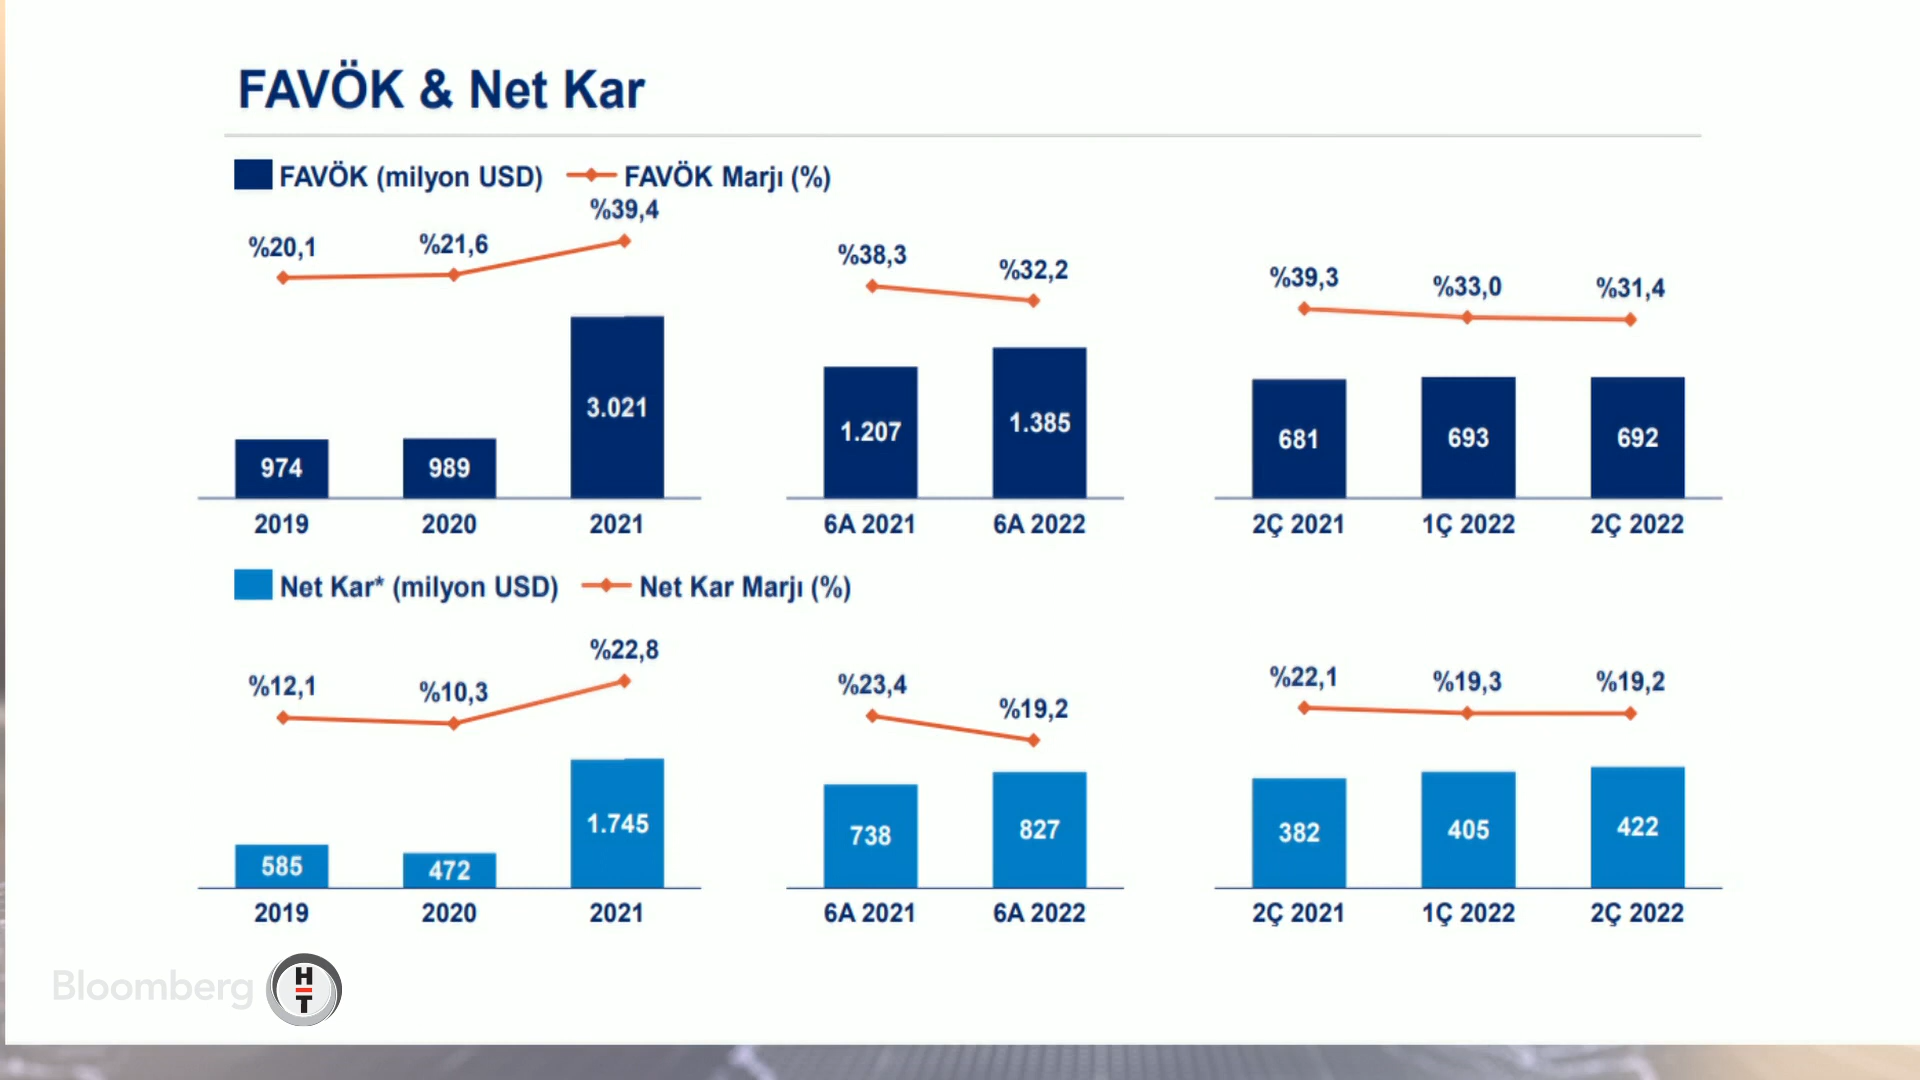 FAVÖK & Net Kar
FAVÖK (milyon USD) FAVÖK Marjı (%)
%20,1 %21,6 %39,4
974 989 3.021
2019 2020 2021
%38,3 %32,2
1.207 1.385
6A 2021 6A 2022
%39,3 %33,0 %31,4
681 693 692
2Ç 2021 1Ç 2022 2Ç 2022
Net Kar* (milyon USD) Net Kar Marjı (%)
%12,1 %10,3 %22,8
585 472 1.745
2019 2020 2021
%23,4 %19,2
738 827
6A 2021 6A 2022
%22,1 %19,3 %19,2
382 405 422
2Ç 2021 1Ç 2022 2Ç 2022
Bloomberg HT